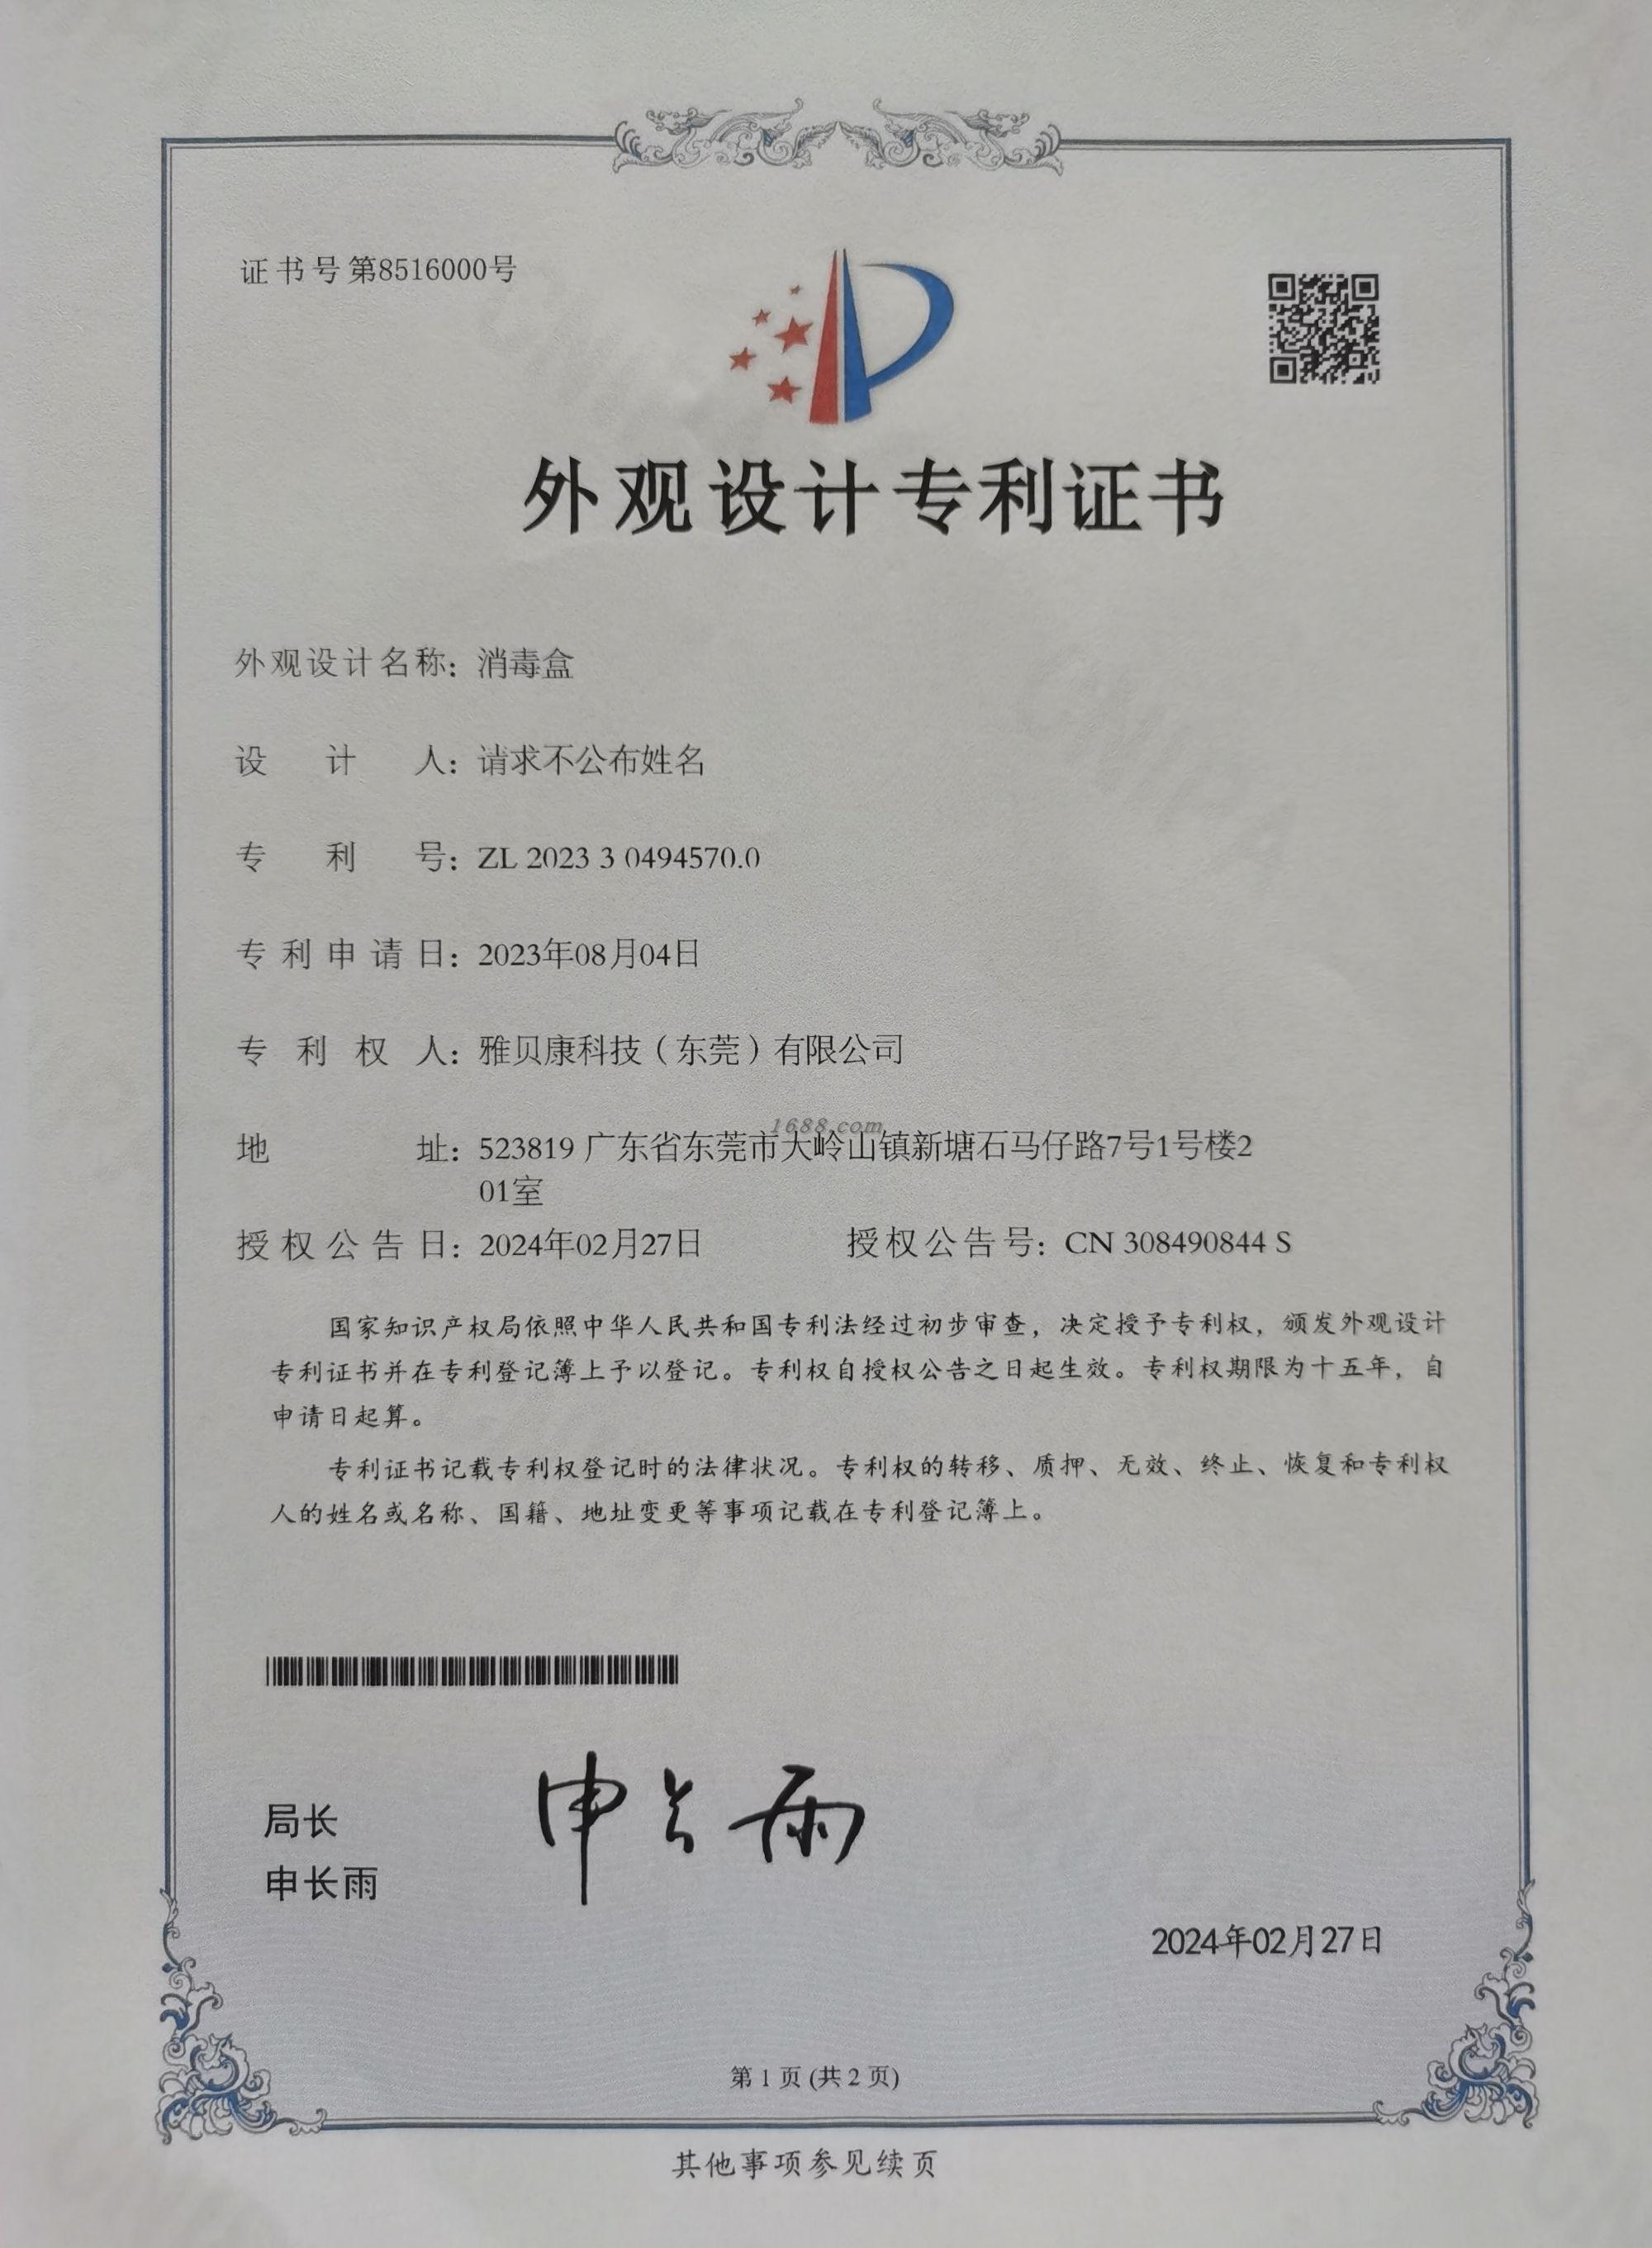 证书号第8516000号
外观设计专利证书
外观设计名称：消毒盒
设计人：请求不公布姓名
专利号：ZL 2023 3 0494570.0
专利申请日：2023年08月04日
专利权人：雅贝康科技（东莞）有限公司
1688.com
地址：523819 广东省东莞市大岭山镇新塘石马仔路7号1号楼2
01室
授权公告日：2024年02月27日 授权公告号：CN 308490844 S
国家知识产权局依照中华人民共和国专利法经过初步审查，决定授予专利权，颁发外观设计
专利证书并在专利登记簿上予以登记。专利权自授权公告之日起生效。专利权期限为十五年，自
申请日起算。
专利证书记载专利权登记时的法律状况。专利权的转移、质押、无效、终止、恢复和专利权
人的姓名或名称、国籍、地址变更等事项记载在专利登记簿上。
局长
申长雨
申长雨
2024年02月27日
第 1 页 (共 2 页)
其他事项参见续页